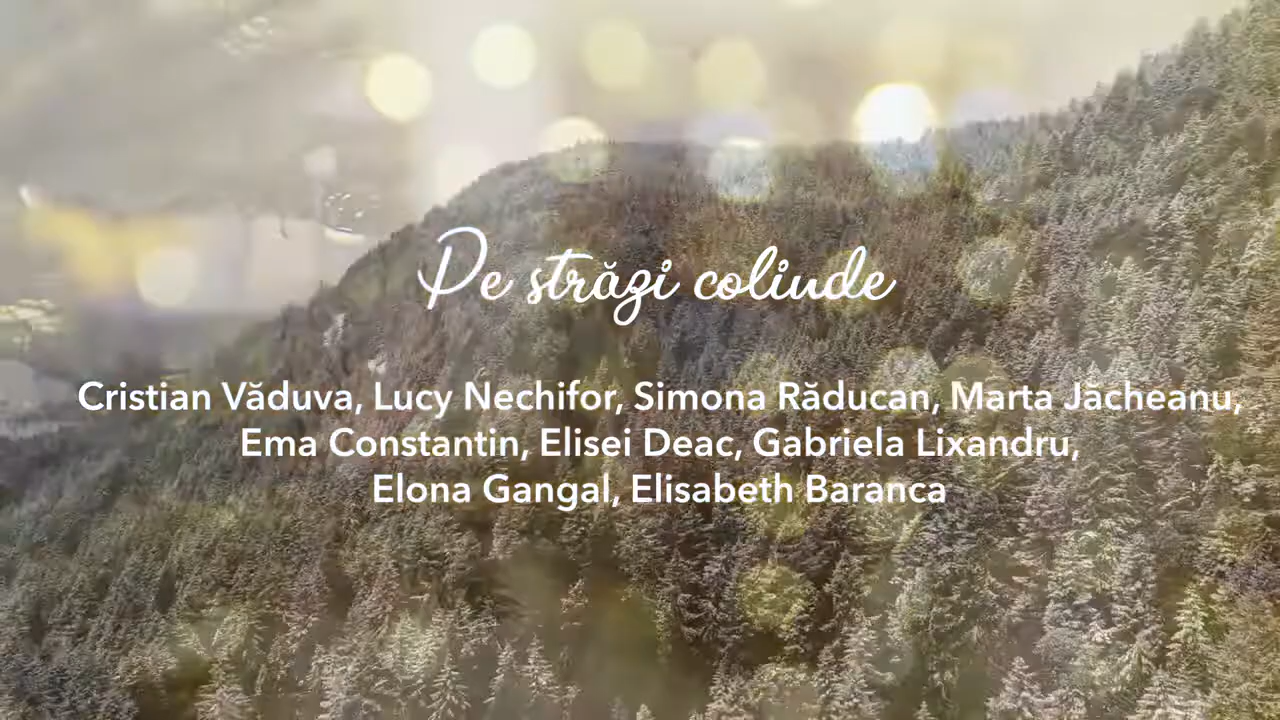 Pe străzi colinde
Cristian Văduva, Lucy Nechifor, Simona Răducan, Marta Jăcheanu,
Ema Constantin, Elisei Deac, Gabriela Lixandru,
Elona Gangal, Elisabeth Baranca